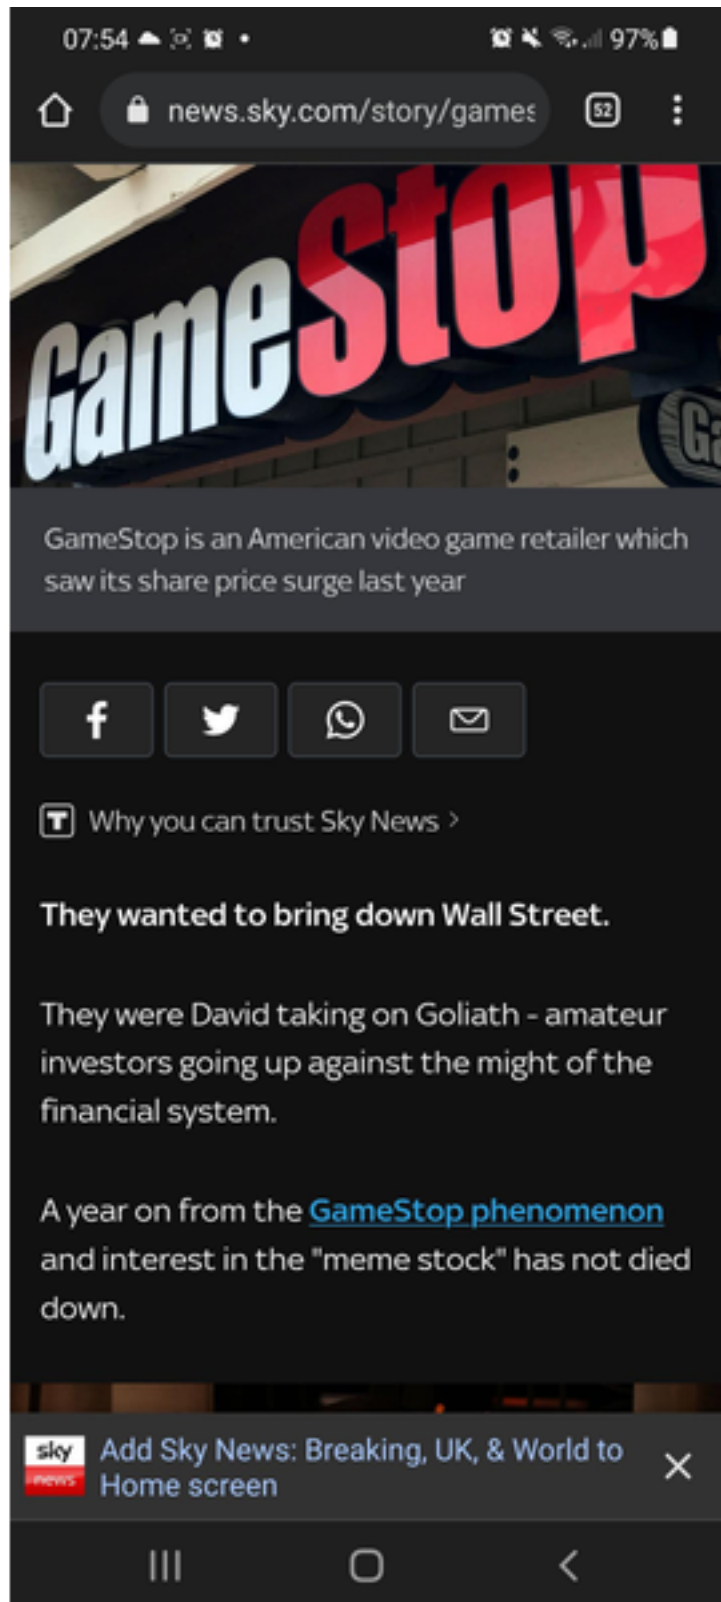 07:54
97%
news.sky.com/story/games
52
GameStop
Ga
GameStop is an American video game retailer which
saw its share price surge last year
Why you can trust Sky News >
They wanted to bring down Wall Street.
They were David taking on Goliath - amateur
investors going up against the might of the
financial system.
A year on from the GameStop phenomenon
and interest in the "meme stock" has not died
down.
sky
news
Add Sky News: Breaking, UK, & World to
Home screen